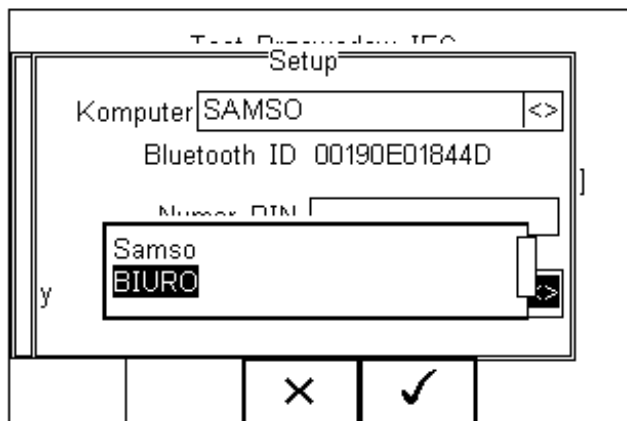 Setup
Komputer SAMSO <>
Bluetooth ID 00190E01844D
]
Samso
BIURO
y <>